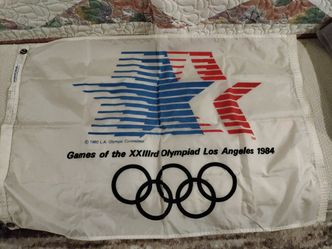 © 1980 L.A. Olympic Committee
Games of the XXIIIrd Olympiad Los Angeles 1984